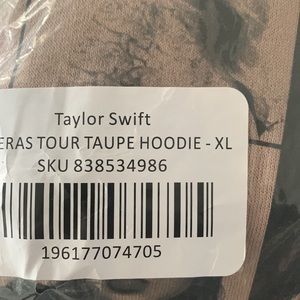 Taylor Swift
ERAS TOUR TAUPE HOODIE - XL
SKU 838534986
196177074705